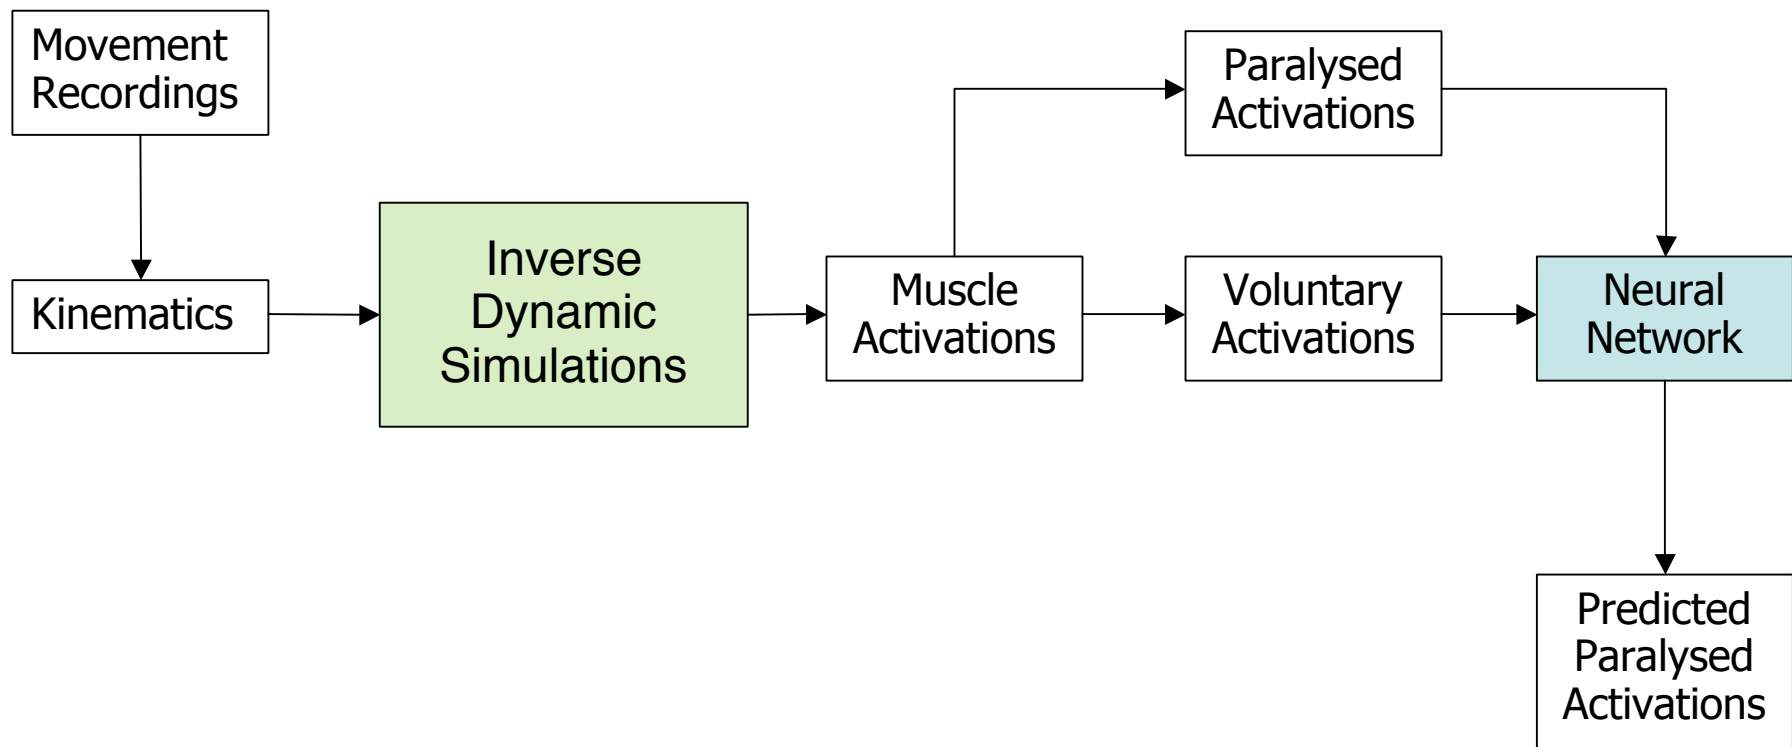 Movement
Recordings
Kinematics
Inverse
Dynamic
Simulations
Muscle
Activations
Paralysed
Activations
Voluntary
Activations
Neural
Network
Predicted
Paralysed
Activations